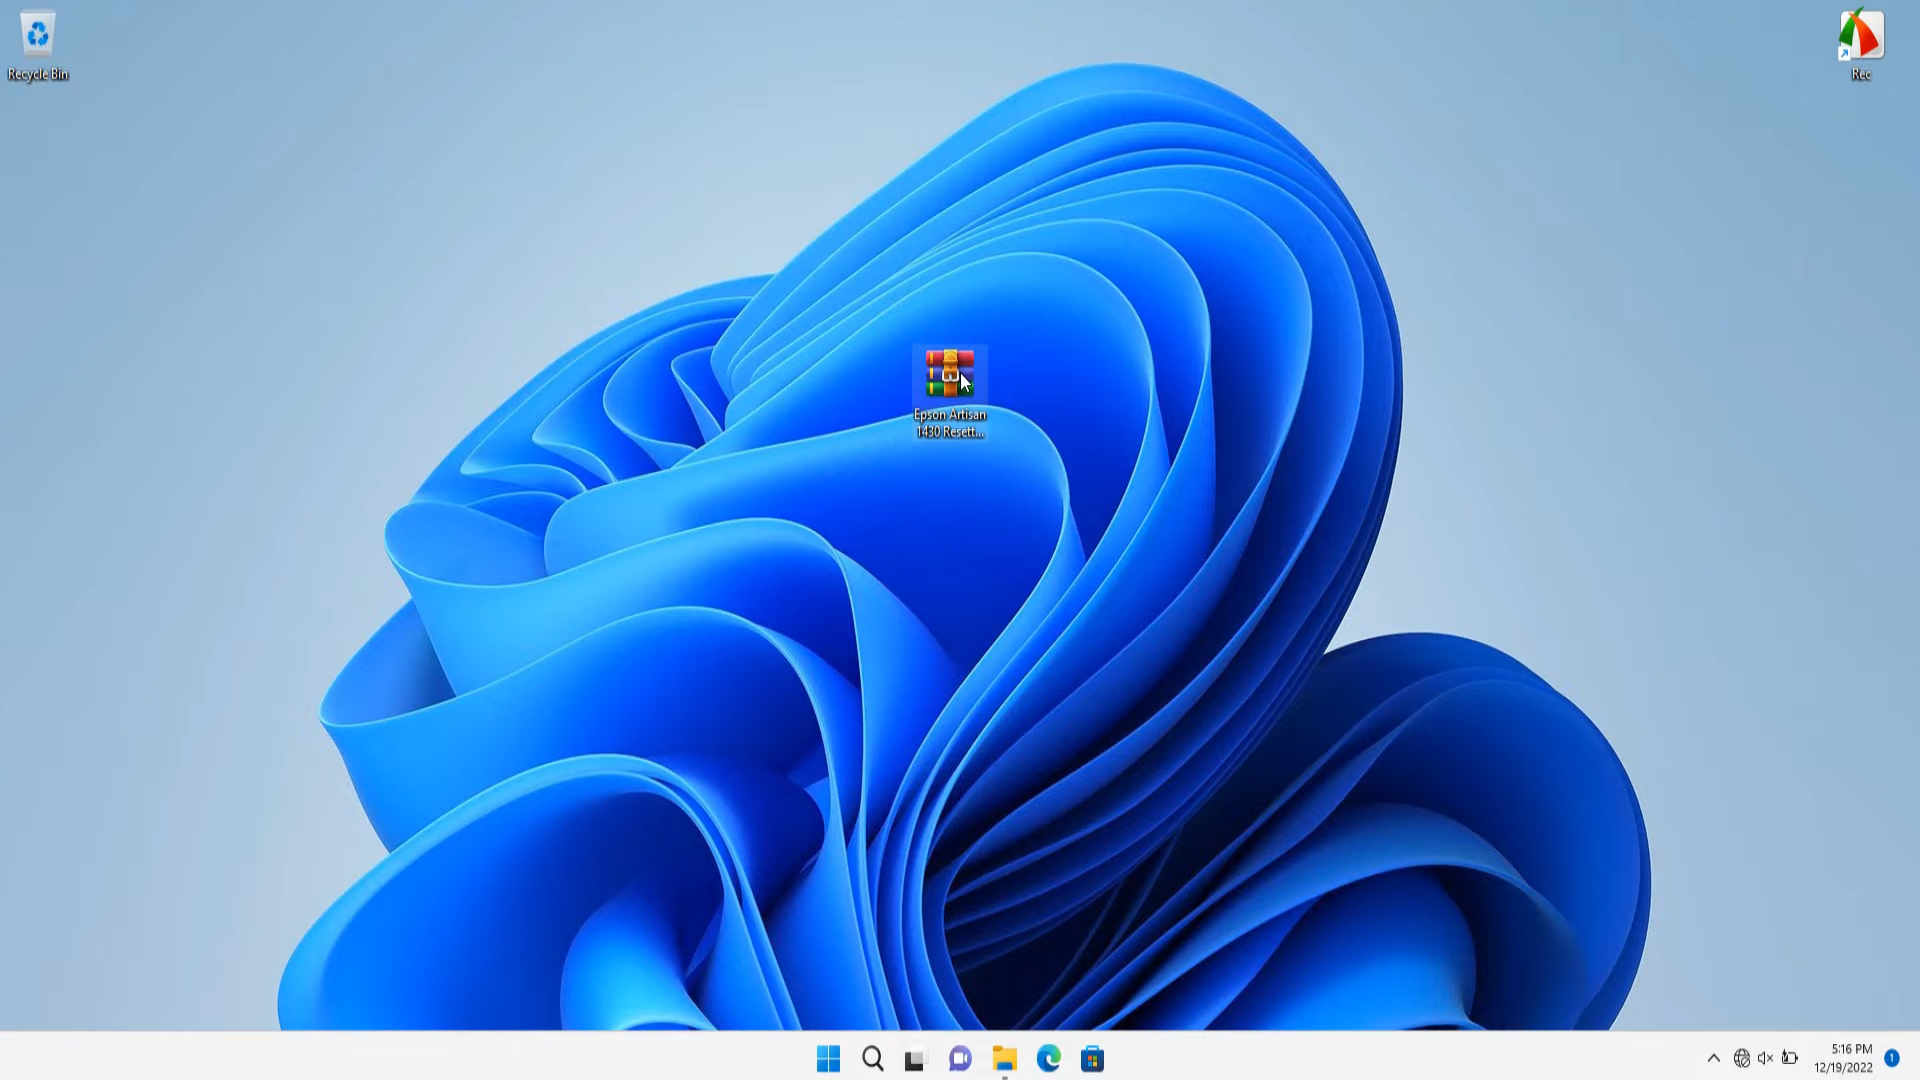 Recycle Bin
Rec
Epson Artisan
1430 Resett...
5:16 PM
12/19/2022
1